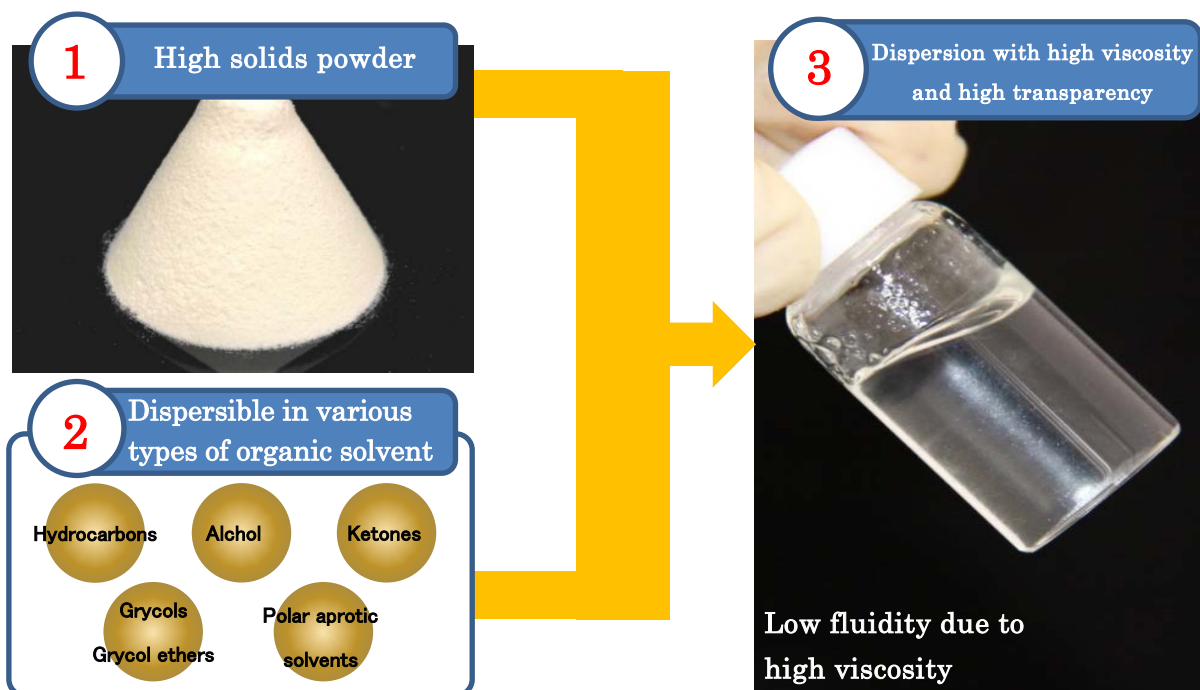 1
High solids powder
2
Dispersible in various
types of organic solvent
Hydrocarbons
Alchol
Ketones
Grycols
Grycol ethers
Polar aprotic
solvents
3
Dispersion with high viscosity
and high transparency
Low fluidity due to
high viscosity